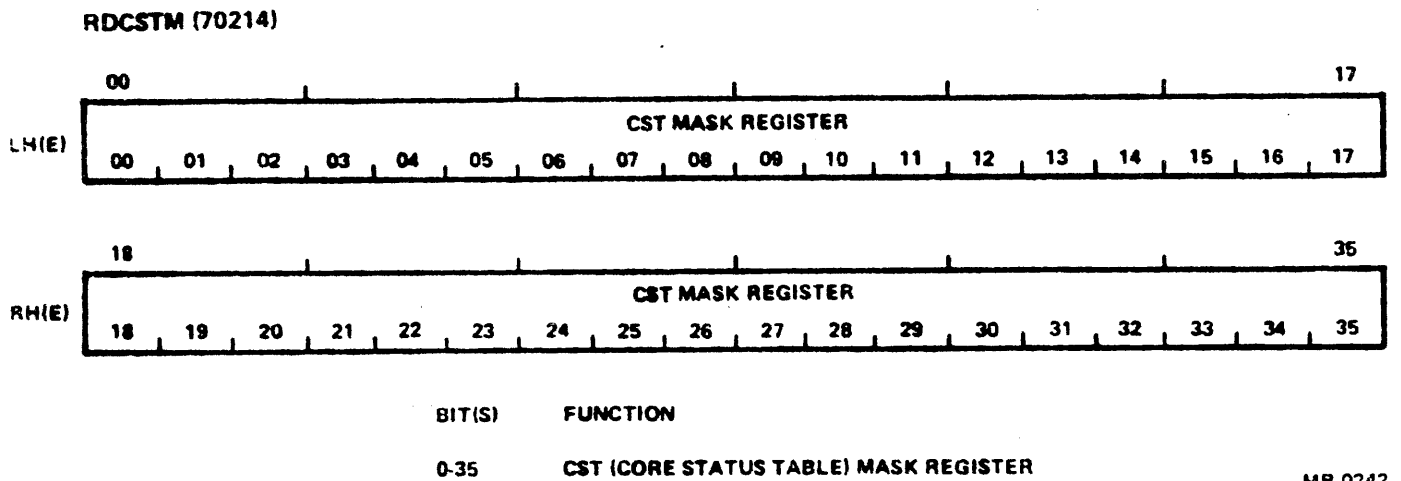 RDCSTM (70214)
00 17
CST MASK REGISTER
LH(E)
00 01 02 03 04 05 06 07 08 09 10 11 12 13 14 15 16 17
18 35
CST MASK REGISTER
RH(E)
18 19 20 21 22 23 24 25 26 27 28 29 30 31 32 33 34 35
BIT(S) FUNCTION
0-35 CST (CORE STATUS TABLE) MASK REGISTER
MR 0242